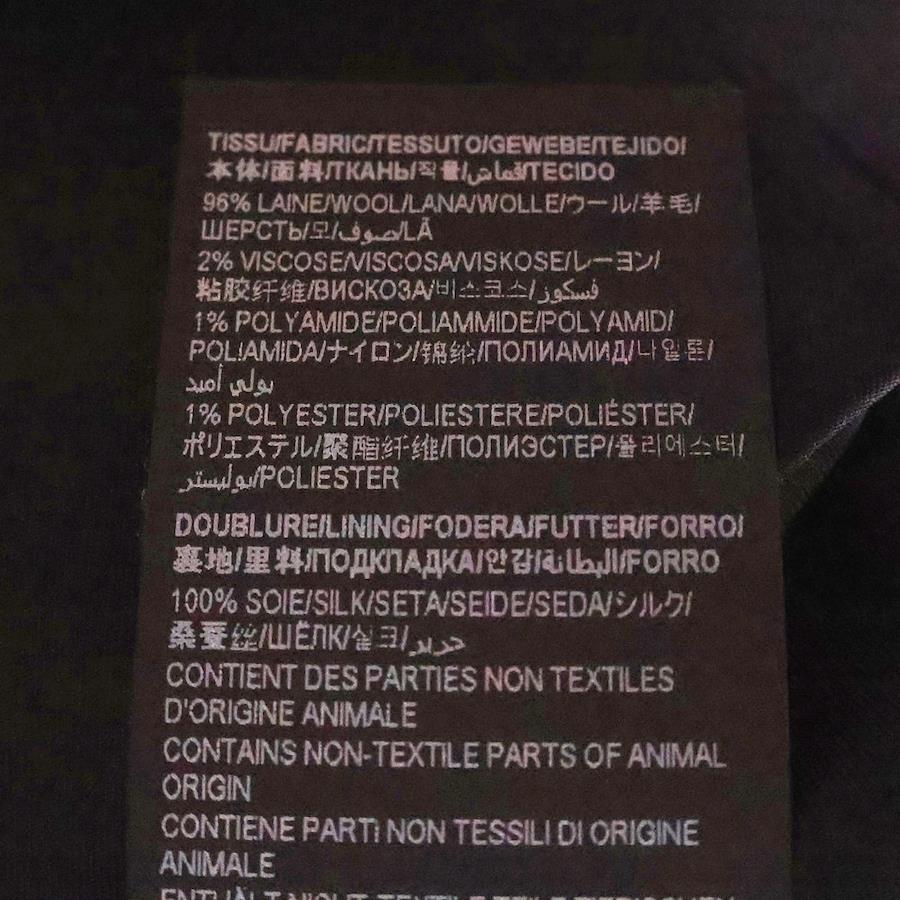 TISSU/FABRIC/TESSUTO/GEWEBE/TEJIDO/
本体/面料/ТКАНЬ/직물/قماش/TECIDO
96% LAINE/WOOL/LANA/WOLLE/ウール/羊毛/
ШЕРСТЬ/모/صوف/LÃ
2% VISCOSE/VISCOSA/VISKOSE/レーヨン/
粘胶纤维/ВИСКОЗА/비스코스/فسكوز
1% POLYAMIDE/POLIAMMIDE/POLYAMID/
POLIAMIDA/ナイロン/锦纶/ПОЛИАМИД/나일론/
بولي أميد
1% POLYESTER/POLIESTERE/POLIÉSTER/
ポリエステル/聚酯纤维/ПОЛИЭСТЕР/폴리에스터/
بوليستر/POLIESTER
DOUBLURE/LINING/FODERA/FUTTER/FORRO/
裏地/里料/ПОДКЛАДКА/안감/البطانة/FORRO
100% SOIE/SILK/SETA/SEIDE/SEDA/シルク/
桑蚕丝/ШЁЛК/실크/حرير
CONTIENT DES PARTIES NON TEXTILES
D'ORIGINE ANIMALE
CONTAINS NON-TEXTILE PARTS OF ANIMAL
ORIGIN
CONTIENE PARTI NON TESSILI DI ORIGINE
ANIMALE